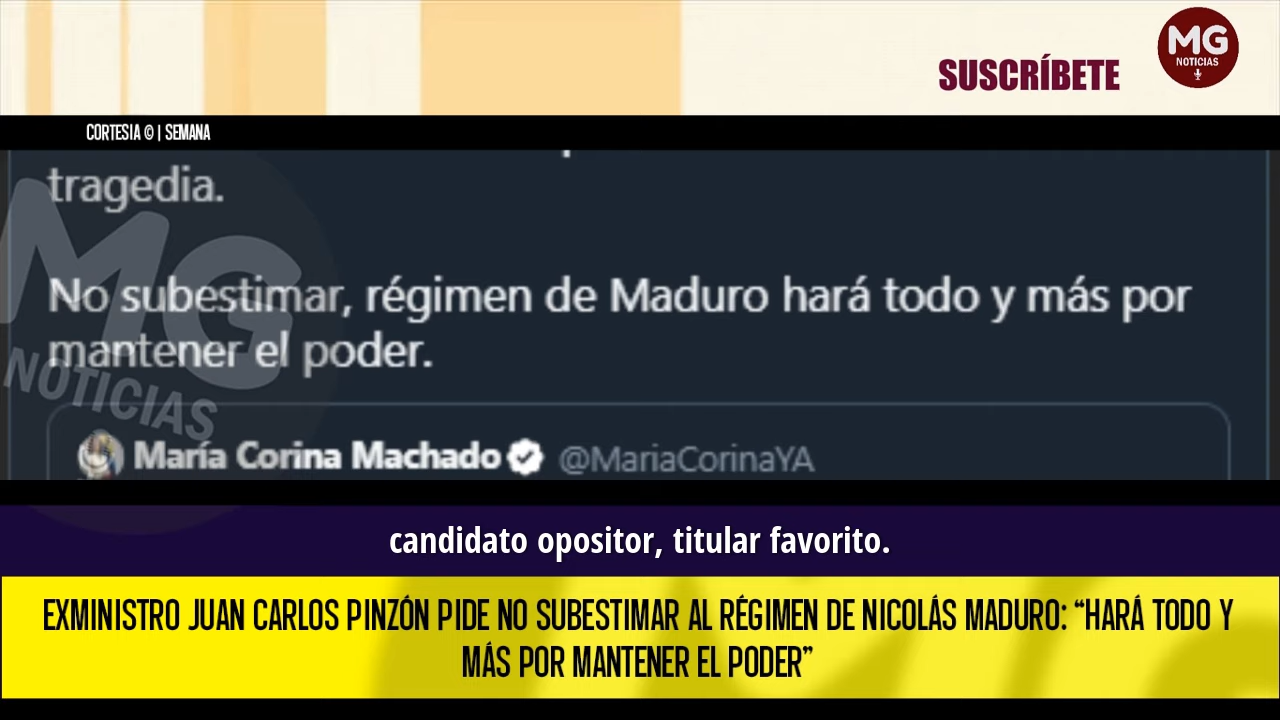 SUSCRÍBETE
MG
NOTICIAS
CORTESIA © | SEMANA
tragedia.
No subestimar, régimen de Maduro hará todo y más por
mantener el poder.
MG
NOTICIAS
María Corina Machado @MariaCorinaYA
candidato opositor, titular favorito.
EXMINISTRO JUAN CARLOS PINZÓN PIDE NO SUBESTIMAR AL RÉGIMEN DE NICOLÁS MADURO: “HARÁ TODO Y
MÁS POR MANTENER EL PODER”